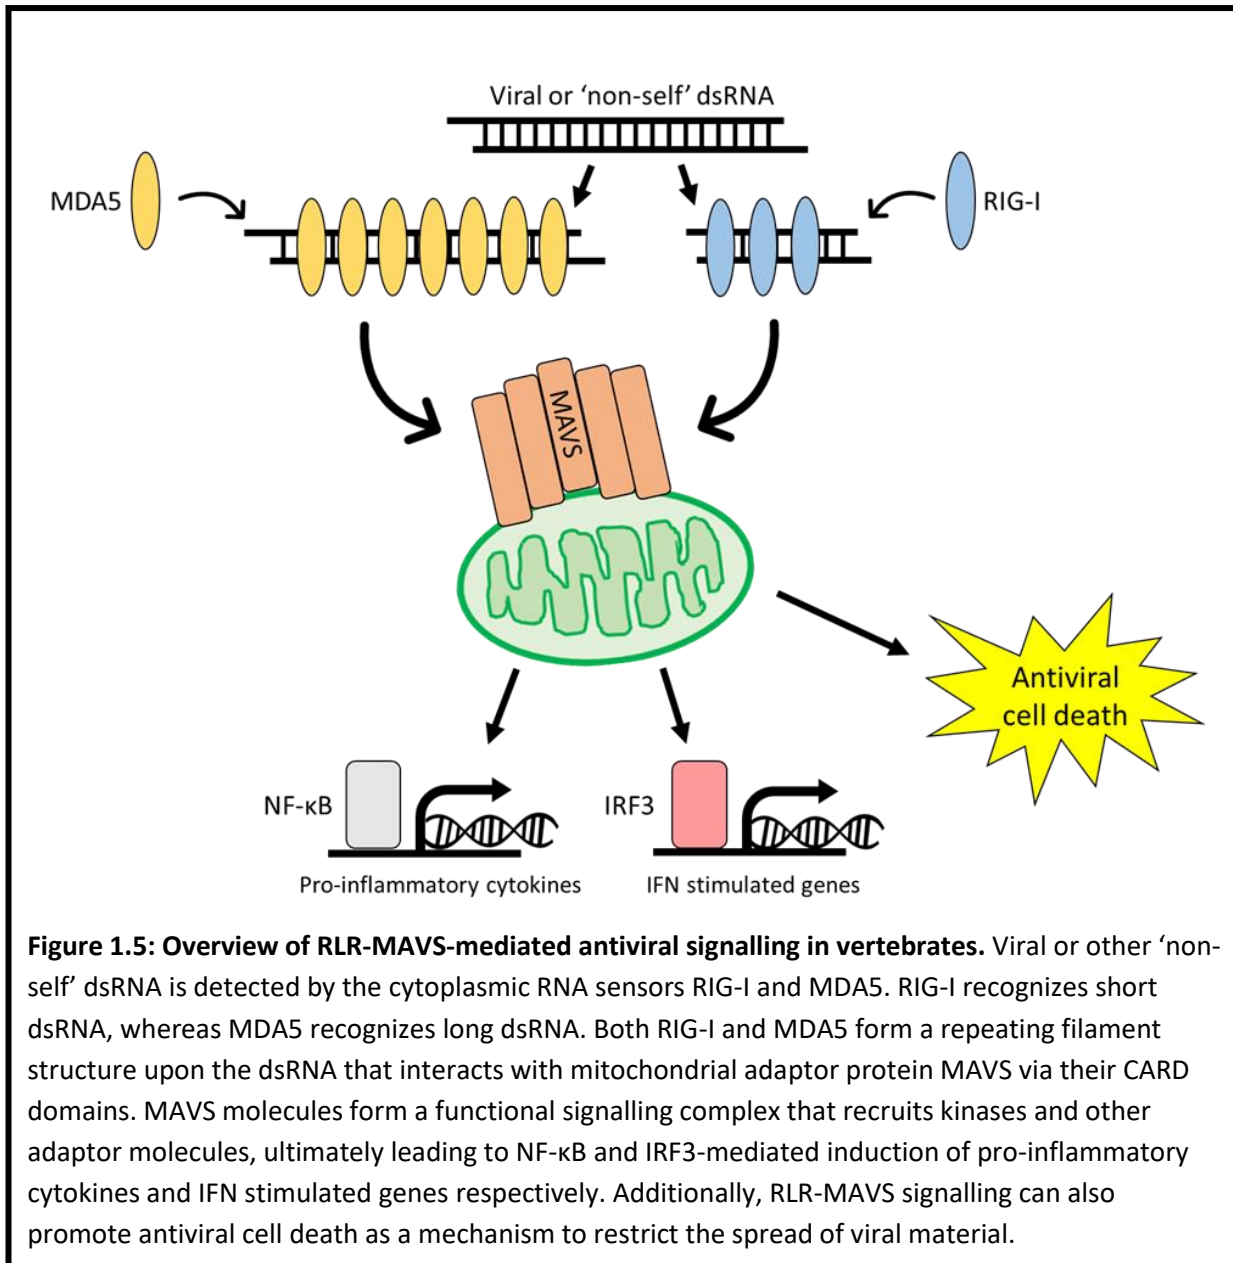 Viral or ‘non-self’ dsRNA
MDA5
RIG-I
MAVS
Antiviral
cell death
NF-κB
IRF3
Pro-inflammatory cytokines
IFN stimulated genes
Figure 1.5: Overview of RLR-MAVS-mediated antiviral signalling in vertebrates. Viral or other ‘non-
self’ dsRNA is detected by the cytoplasmic RNA sensors RIG-I and MDA5. RIG-I recognizes short
dsRNA, whereas MDA5 recognizes long dsRNA. Both RIG-I and MDA5 form a repeating filament
structure upon the dsRNA that interacts with mitochondrial adaptor protein MAVS via their CARD
domains. MAVS molecules form a functional signalling complex that recruits kinases and other
adaptor molecules, ultimately leading to NF-κB and IRF3-mediated induction of pro-inflammatory
cytokines and IFN stimulated genes respectively. Additionally, RLR-MAVS signalling can also
promote antiviral cell death as a mechanism to restrict the spread of viral material.